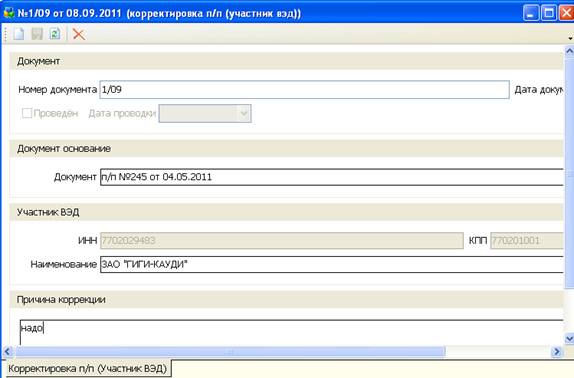 №1/09 от 08.09.2011 (корректировка п/п (участник вэд))
Документ
Номер документа 1/09 Дата докум
Проведён Дата проводки
Документ основание
Документ п/п №245 от 04.05.2011
Участник ВЭД
ИНН 7702029483 КПП 770201001
Наименование ЗАО "ГИГИ-КАУДИ"
Причина коррекции
надо
Корректировка п/п (Участник ВЭД)